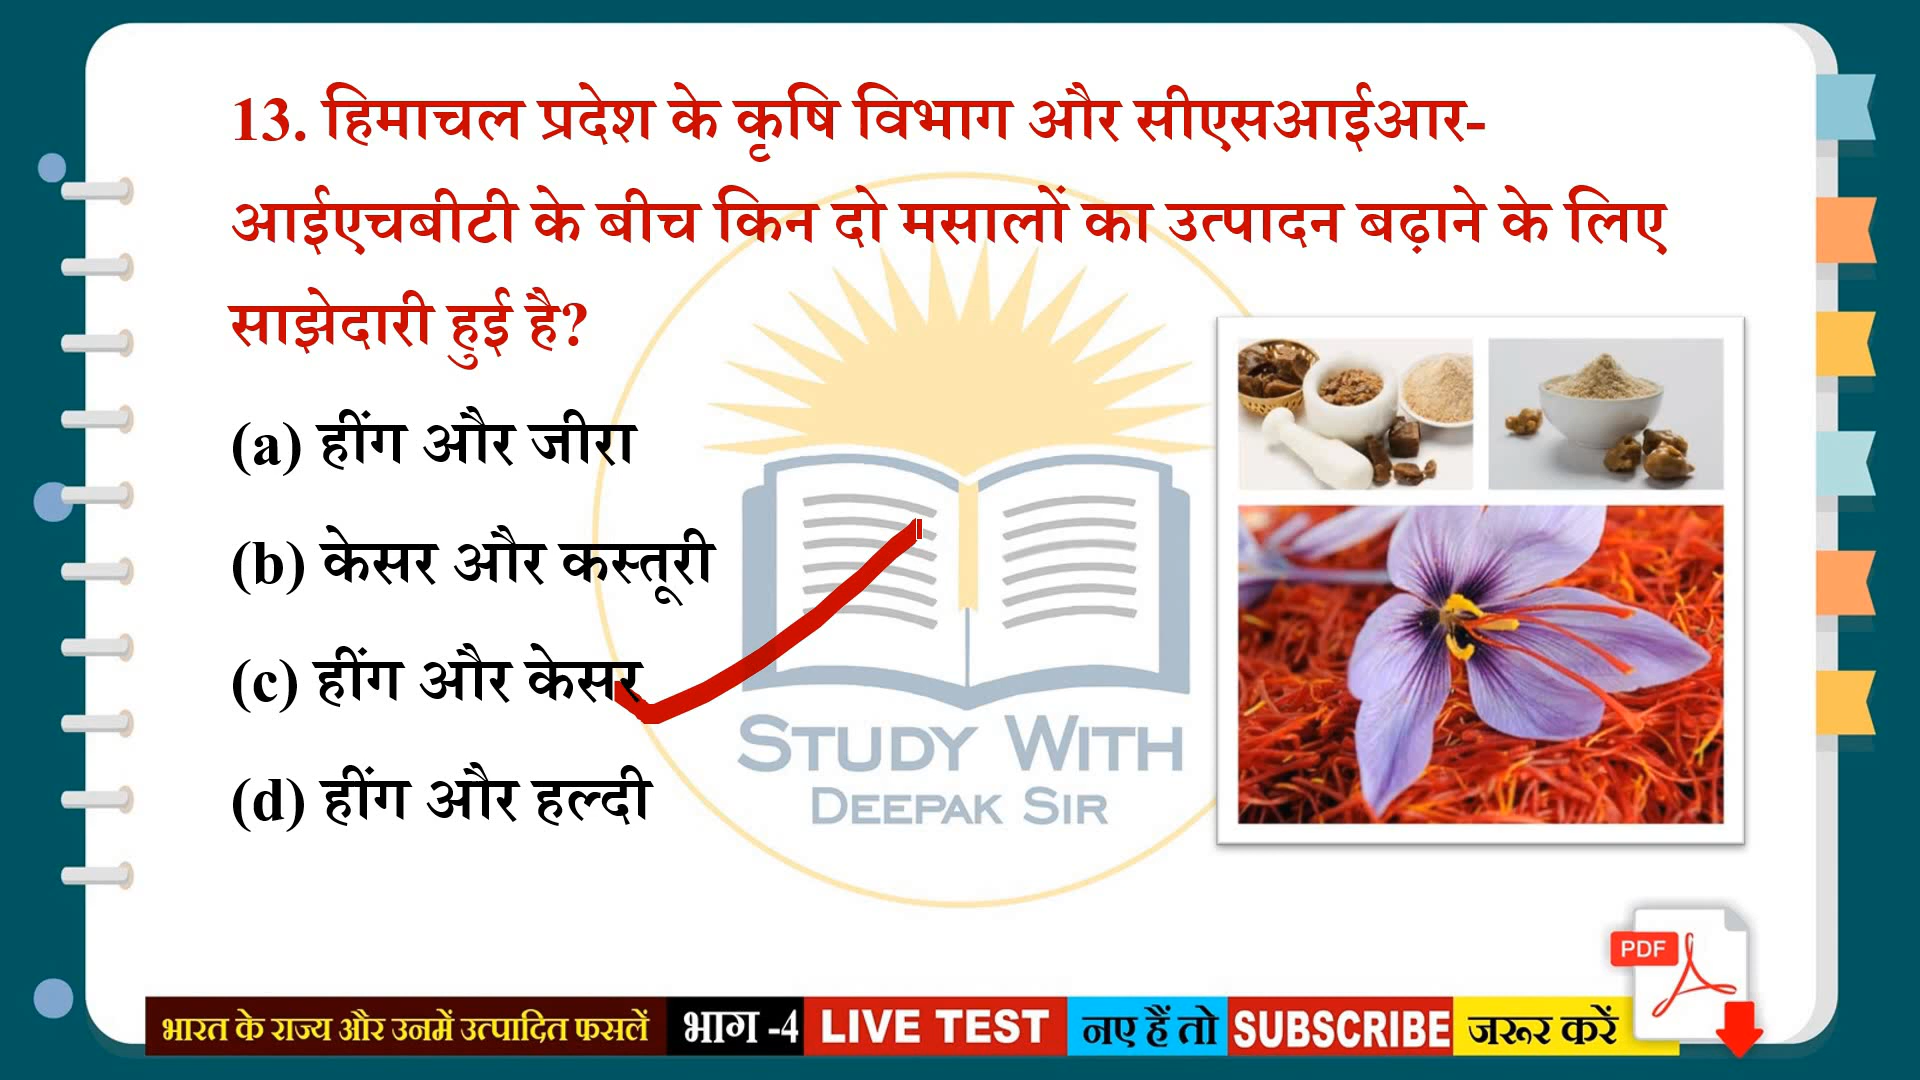 13. हिमाचल प्रदेश के कृषि विभाग और सीएसआईआर-
आईएचबीटी के बीच किन दो मसालों का उत्पादन बढ़ाने के लिए
साझेदारी हुई है?
(a) हींग और जीरा
(b) केसर और कस्तूरी
(c) हींग और केसर
(d) हींग और हल्दी
STUDY WITH
DEEPAK SIR
PDF
भारत के राज्य और उनमें उत्पादित फसलें भाग -4 LIVE TEST नए हैं तो SUBSCRIBE जरूर करें